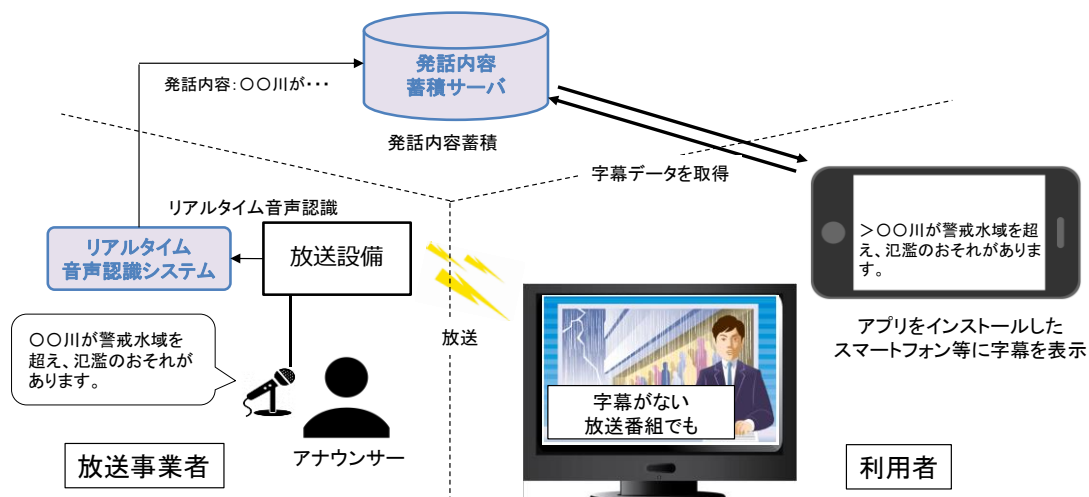 発話内容
蓄積サーバ
発話内容:〇〇川が・・・
発話内容蓄積
字幕データを取得
リアルタイム音声認識
リアルタイム
音声認識システム
放送設備
>〇〇川が警戒水域を超
え、氾濫のおそれがありま
す。
〇〇川が警戒水域を
超え、氾濫のおそれが
あります。
放送
アプリをインストールした
スマートフォン等に字幕を表示
字幕がない
放送番組でも
アナウンサー
放送事業者
利用者